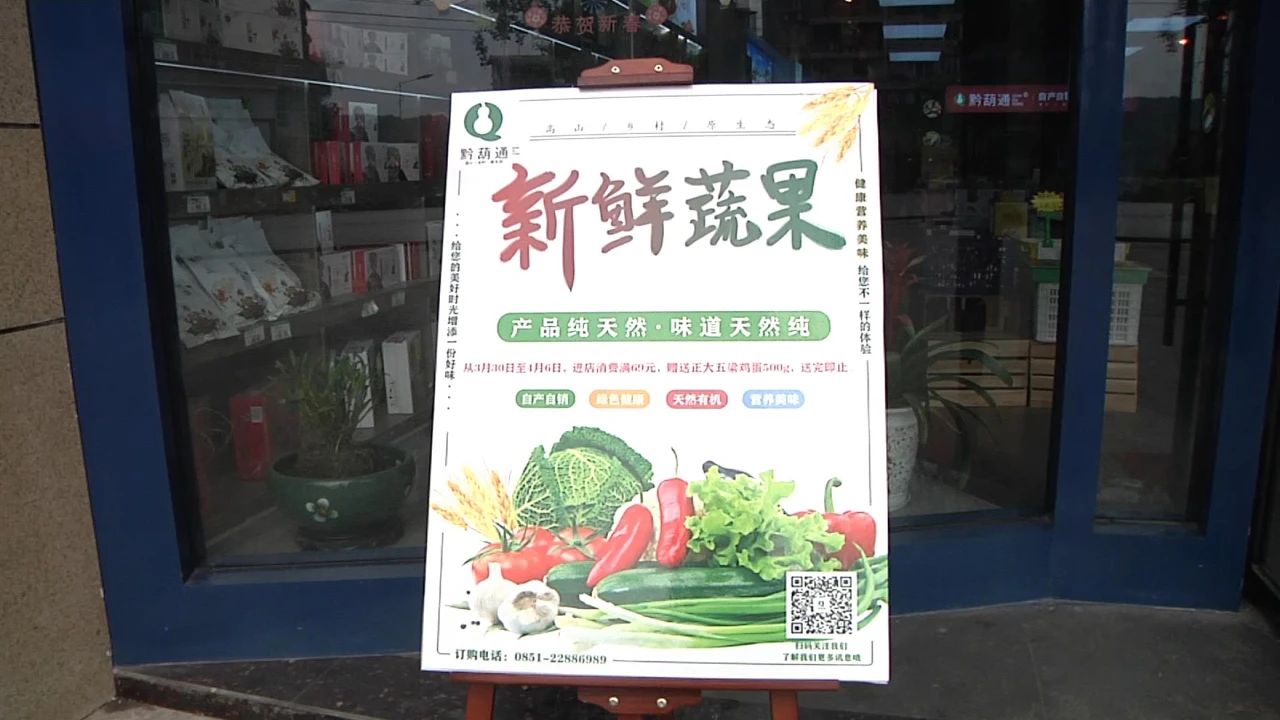 恭贺新春
黔葫通
自产自
高山/乡村/原生态
黔葫通
新鲜蔬果
健康营养美味 给您不一样的体验
····给您的美好时光增添一份好味····
产品纯天然·味道天然纯
从3月30日至4月6日，进店消费满69元，赠送正大五梁鸡蛋500g，送完即止
自产自销 绿色健康 天然有机 营养美味
扫码关注我们
了解我们更多讯息哦
订购电话：0851-22886989